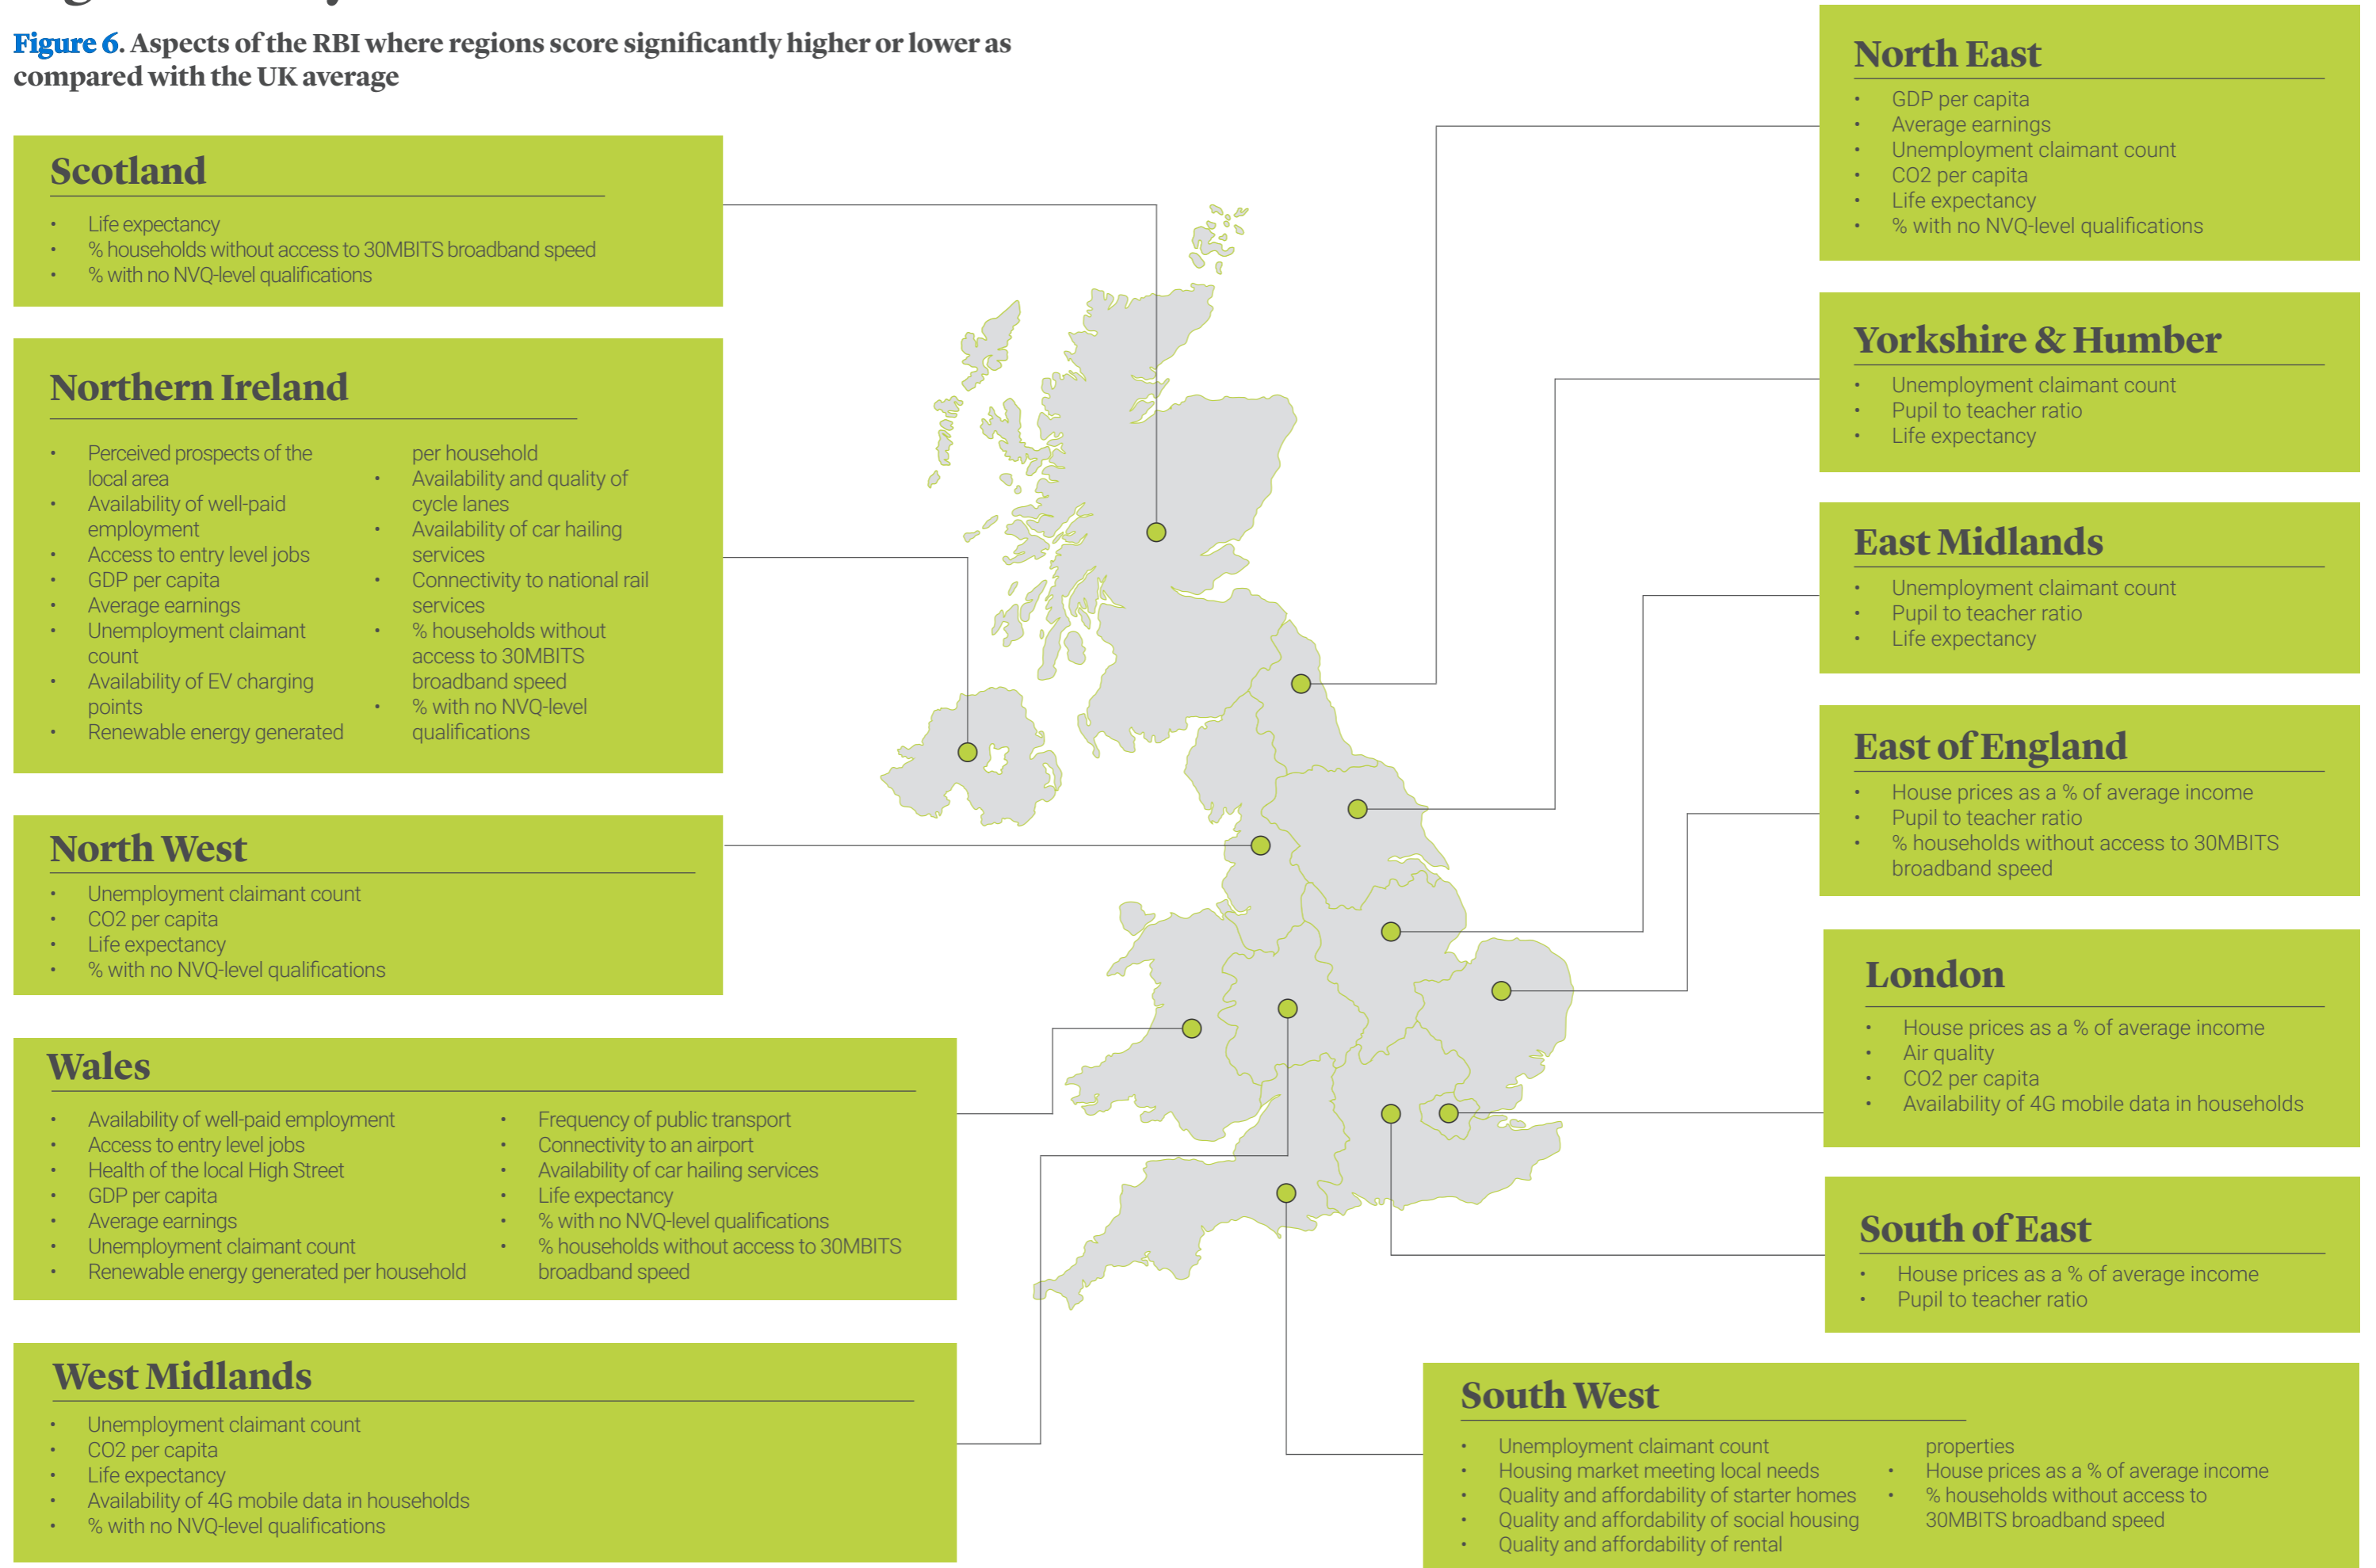 Figure 6. Aspects of the RBI where regions score significantly higher or lower as
compared with the UK average
Scotland
• Life expectancy
• % households without access to 30MBITS broadband speed
• % with no NVQ-level qualifications
Northern Ireland
• Perceived prospects of the
local area
• Availability of well-paid
employment
• Access to entry level jobs
• GDP per capita
• Average earnings
• Unemployment claimant
count
• Availability of EV charging
points
• Renewable energy generated
per household
• Availability and quality of
cycle lanes
• Availability of car hailing
services
• Connectivity to national rail
services
• % households without
access to 30MBITS
broadband speed
• % with no NVQ-level
qualifications
North West
• Unemployment claimant count
• CO2 per capita
• Life expectancy
• % with no NVQ-level qualifications
Wales
• Availability of well-paid employment
• Access to entry level jobs
• Health of the local High Street
• GDP per capita
• Average earnings
• Unemployment claimant count
• Renewable energy generated per household
• Frequency of public transport
• Connectivity to an airport
• Availability of car hailing services
• Life expectancy
• % with no NVQ-level qualifications
• % households without access to 30MBITS
broadband speed
West Midlands
• Unemployment claimant count
• CO2 per capita
• Life expectancy
• Availability of 4G mobile data in households
• % with no NVQ-level qualifications
North East
• GDP per capita
• Average earnings
• Unemployment claimant count
• CO2 per capita
• Life expectancy
• % with no NVQ-level qualifications
Yorkshire & Humber
• Unemployment claimant count
• Pupil to teacher ratio
• Life expectancy
East Midlands
• Unemployment claimant count
• Pupil to teacher ratio
• Life expectancy
East of England
• House prices as a % of average income
• Pupil to teacher ratio
• % households without access to 30MBITS
broadband speed
London
• House prices as a % of average income
• Air quality
• CO2 per capita
• Availability of 4G mobile data in households
South of East
• House prices as a % of average income
• Pupil to teacher ratio
South West
• Unemployment claimant count
• Housing market meeting local needs
• Quality and affordability of starter homes
• Quality and affordability of social housing
• Quality and affordability of rental
properties
• House prices as a % of average income
• % households without access to
30MBITS broadband speed